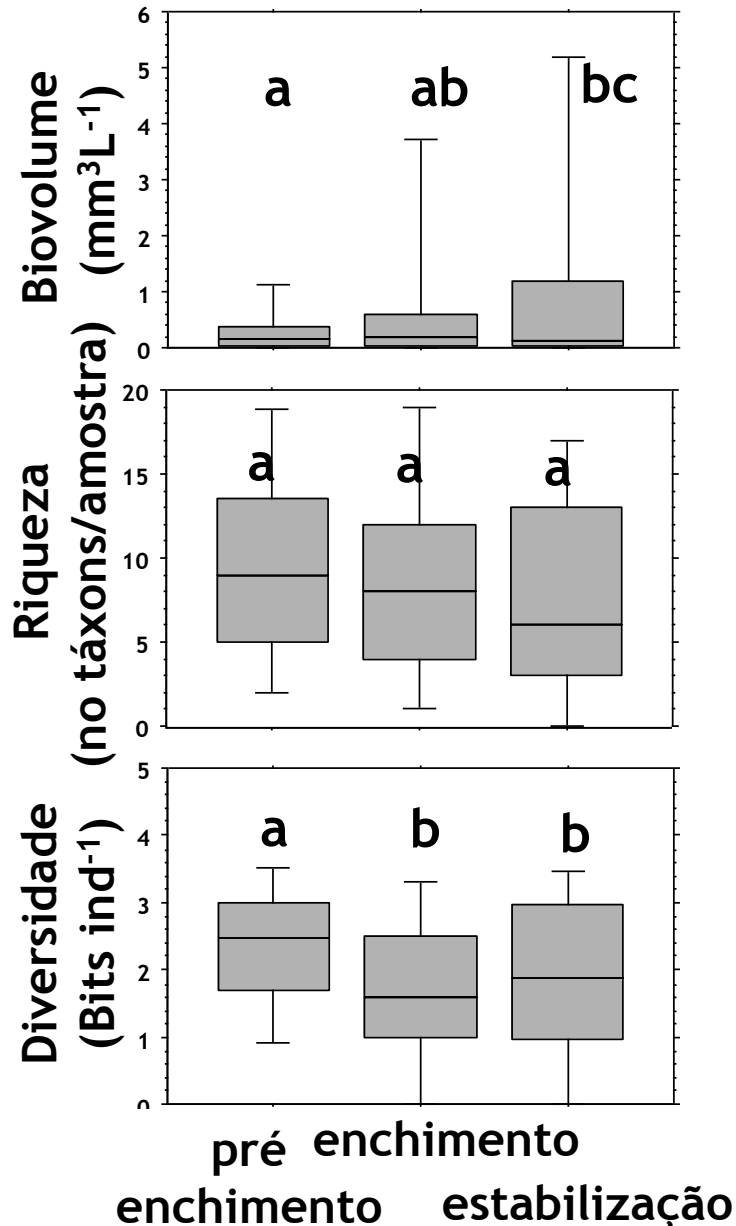 Biovolume
(mm³L⁻¹)
6
5
4
3
2
1
0
a
ab
bc
Riqueza
(no táxons/amostra)
20
15
10
5
0
a
a
a
Diversidade
(Bits ind⁻¹)
5
4
3
2
1
0
a
b
b
pré enchimento
enchimento estabilização